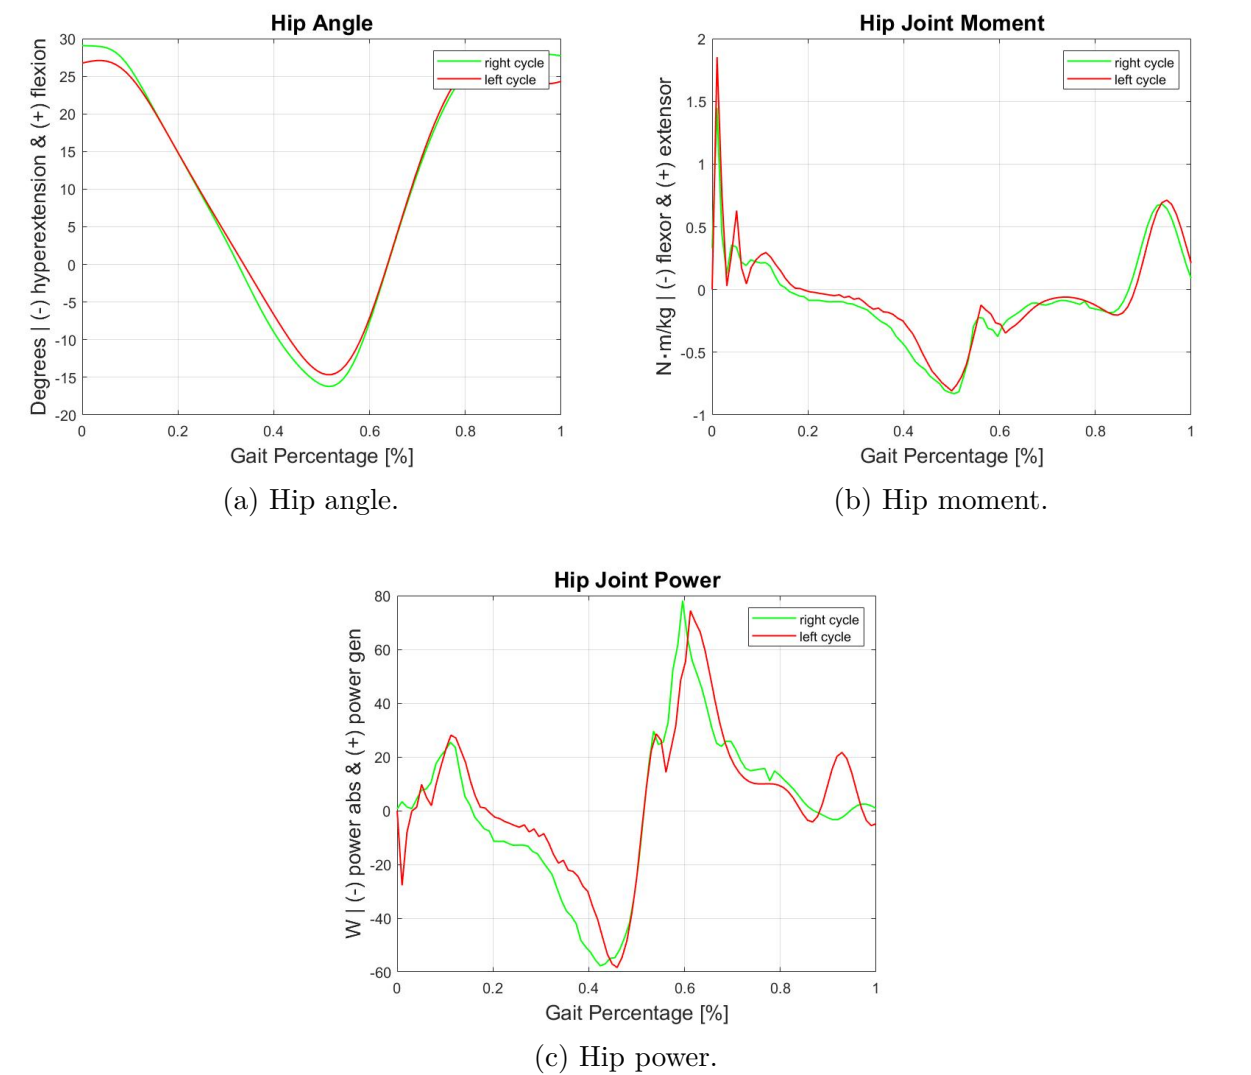 Hip Angle
Degrees | (-) hyperextension & (+) flexion
30
25
20
15
10
5
0
-5
-10
-15
-20
right cycle
left cycle
0 0.2 0.4 0.6 0.8 1
Gait Percentage [%]
(a) Hip angle.
Hip Joint Moment
N·m/kg | (-) flexor & (+) extensor
2
1.5
1
0.5
0
-0.5
-1
right cycle
left cycle
0 0.2 0.4 0.6 0.8 1
Gait Percentage [%]
(b) Hip moment.
Hip Joint Power
W | (-) power abs & (+) power gen
80
60
40
20
0
-20
-40
-60
right cycle
left cycle
0 0.2 0.4 0.6 0.8 1
Gait Percentage [%]
(c) Hip power.